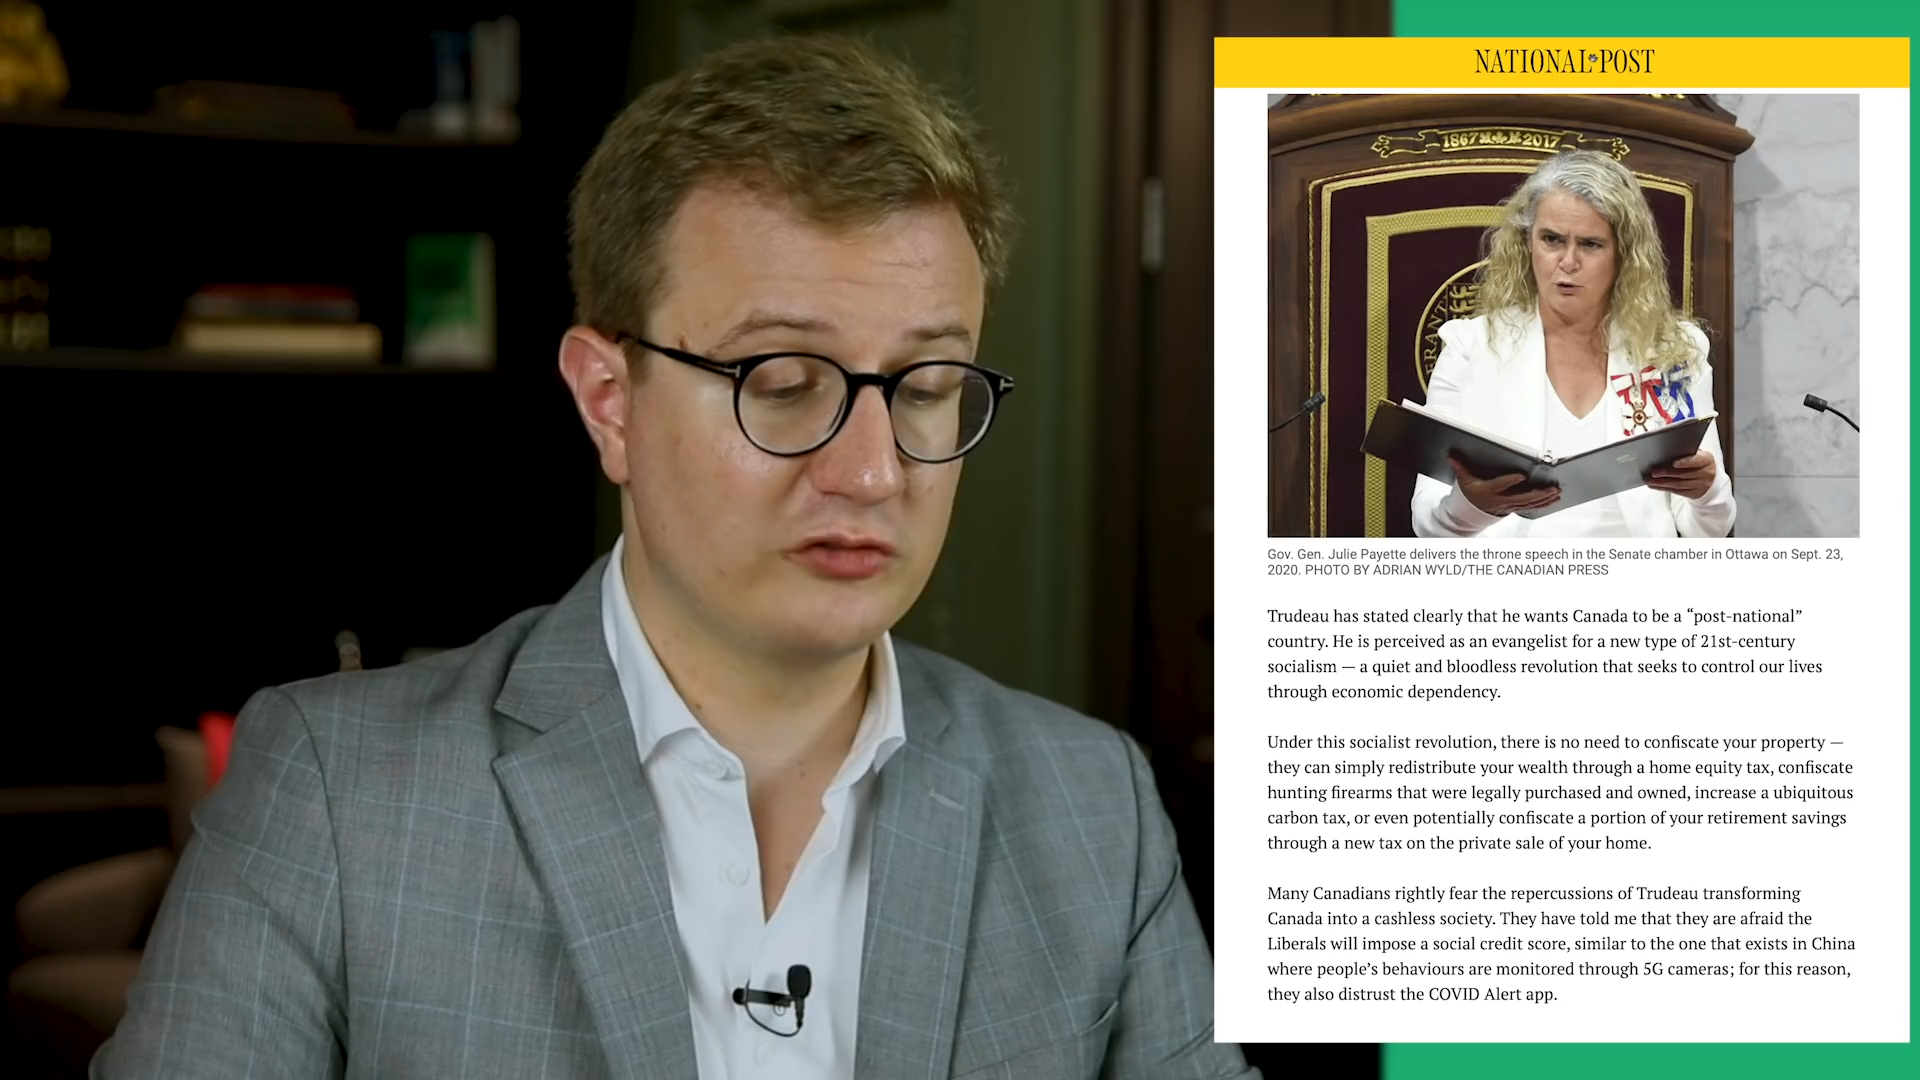 NATIONAL POST
1867 2017
Gov. Gen. Julie Payette delivers the throne speech in the Senate chamber in Ottawa on Sept. 23,
2020. PHOTO BY ADRIAN WYLD/THE CANADIAN PRESS
Trudeau has stated clearly that he wants Canada to be a “post-national”
country. He is perceived as an evangelist for a new type of 21st-century
socialism — a quiet and bloodless revolution that seeks to control our lives
through economic dependency.
Under this socialist revolution, there is no need to confiscate your property —
they can simply redistribute your wealth through a home equity tax, confiscate
hunting firearms that were legally purchased and owned, increase a ubiquitous
carbon tax, or even potentially confiscate a portion of your retirement savings
through a new tax on the private sale of your home.
Many Canadians rightly fear the repercussions of Trudeau transforming
Canada into a cashless society. They have told me that they are afraid the
Liberals will impose a social credit score, similar to the one that exists in China
where people’s behaviours are monitored through 5G cameras; for this reason,
they also distrust the COVID Alert app.